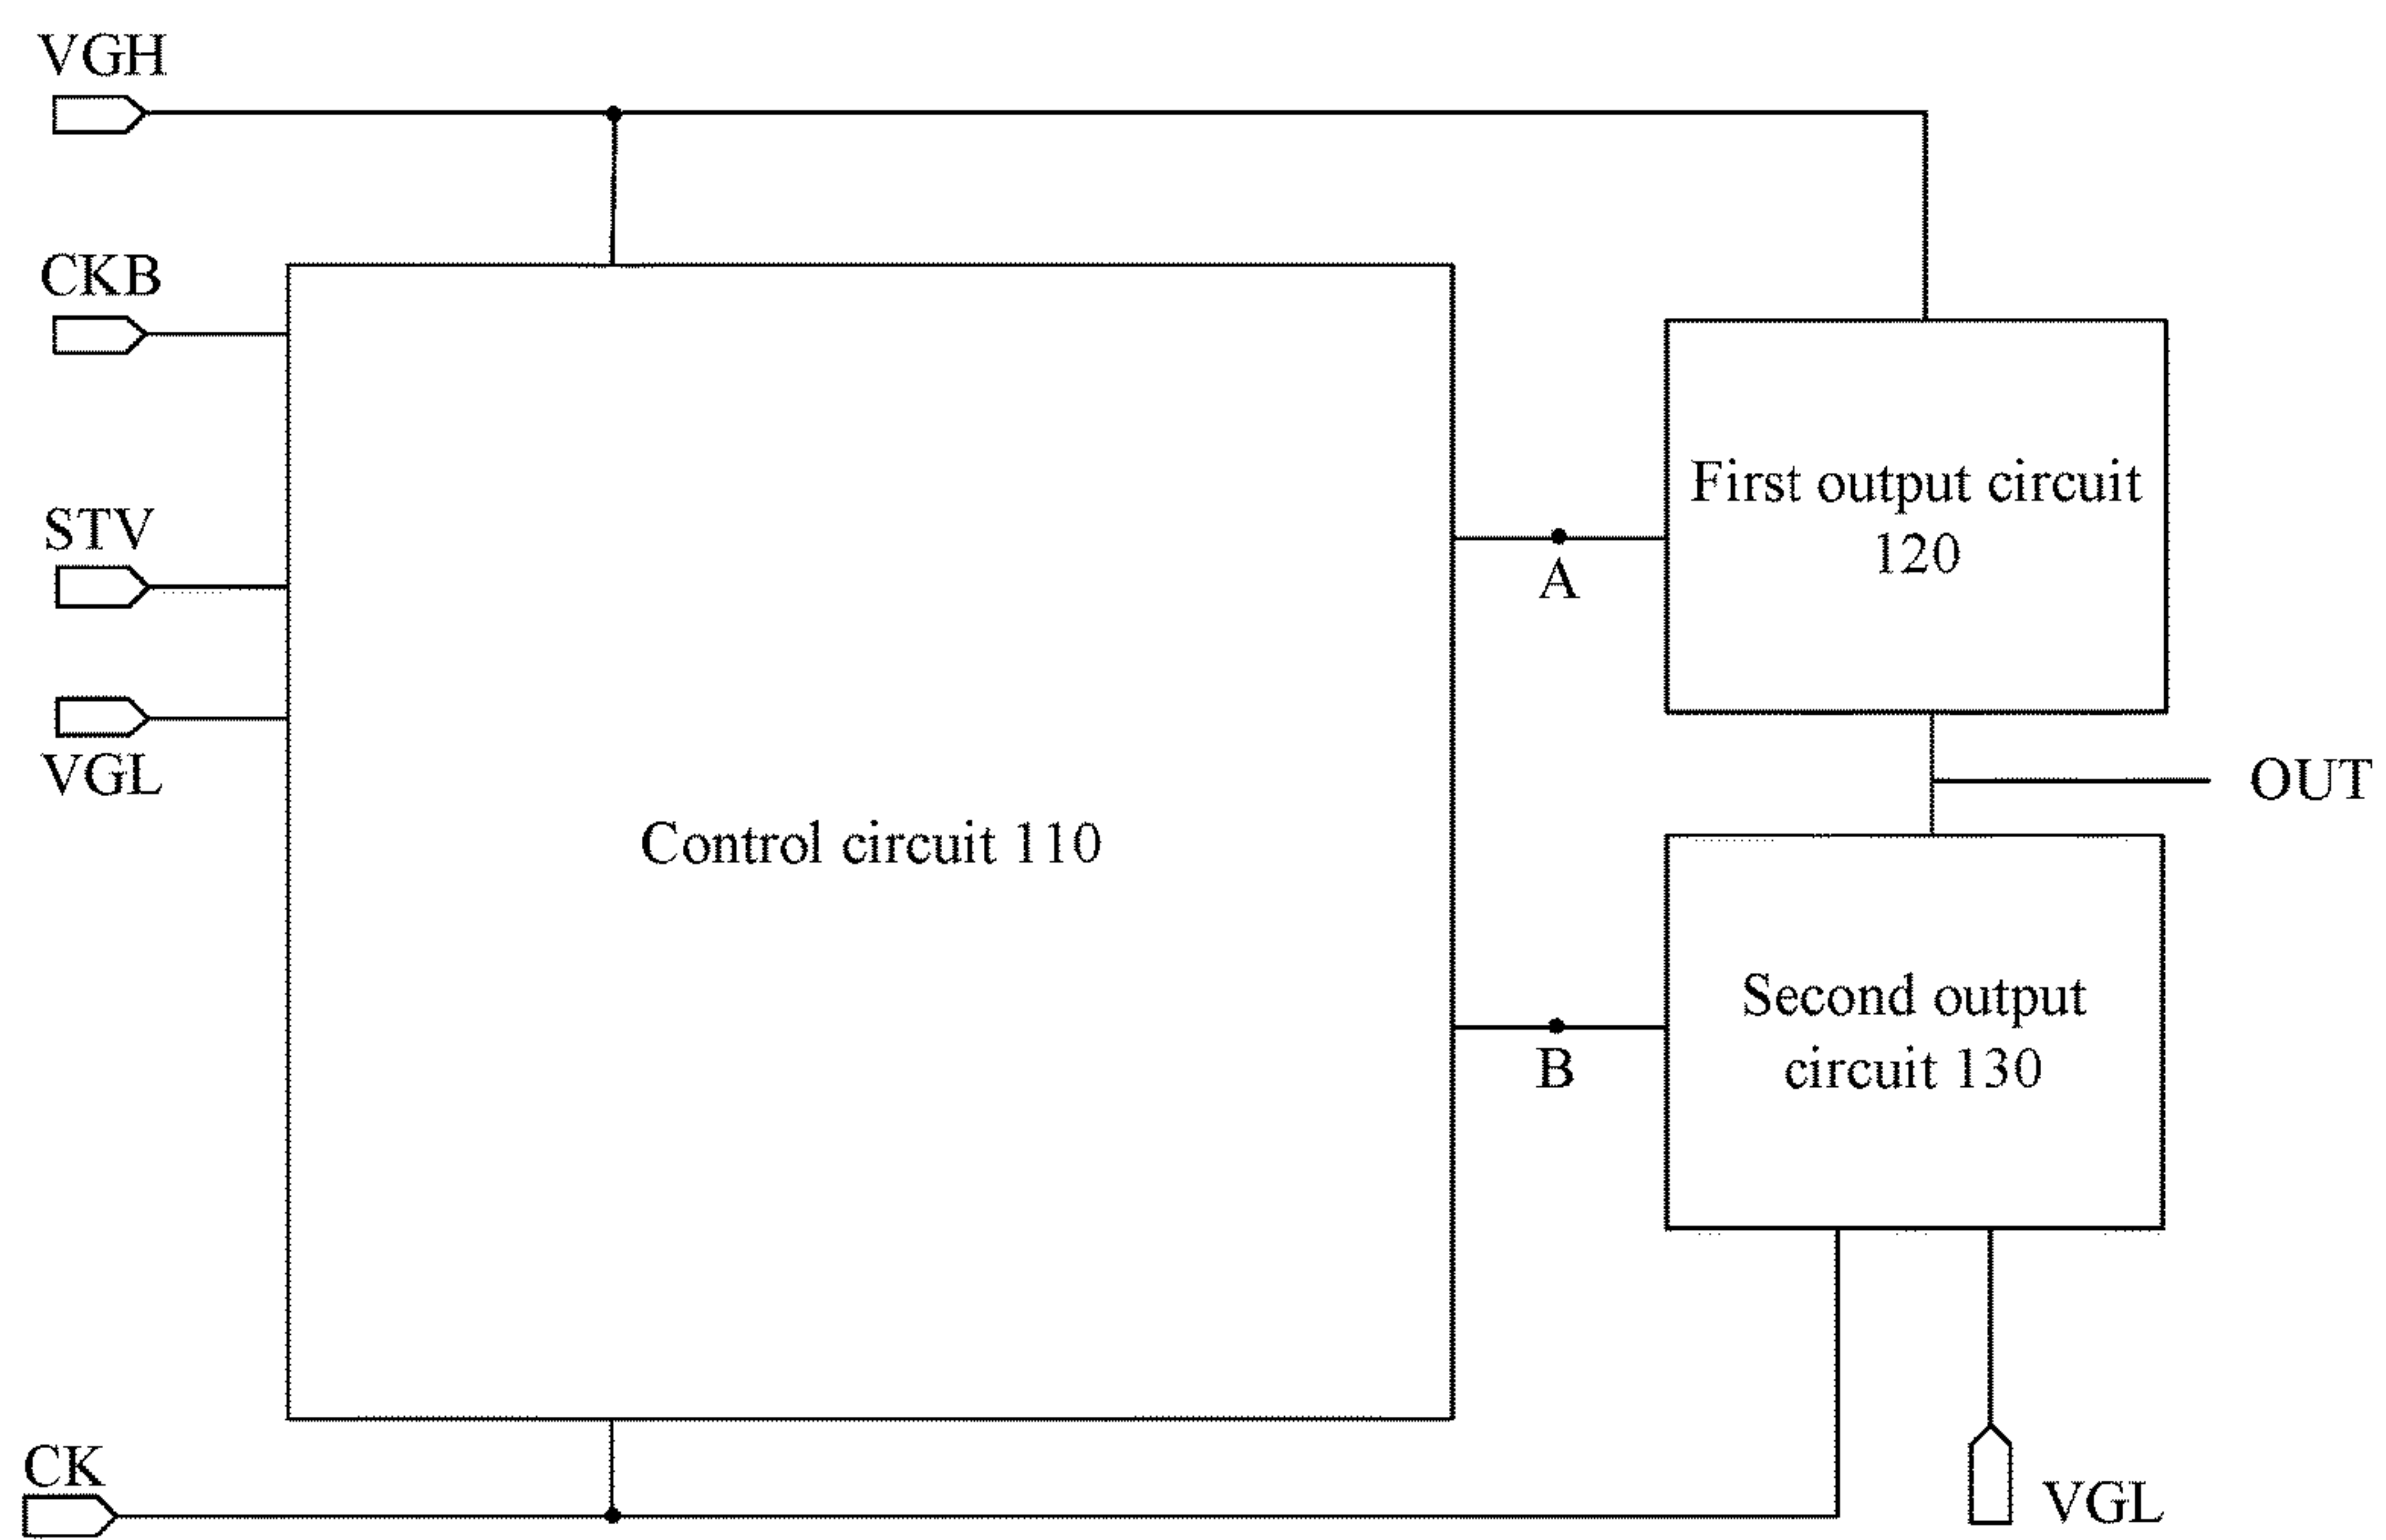 VGH
CKB
STV
VGL
CK
Control circuit 110
A
B
First output circuit
120
OUT
Second output
circuit 130
VGL